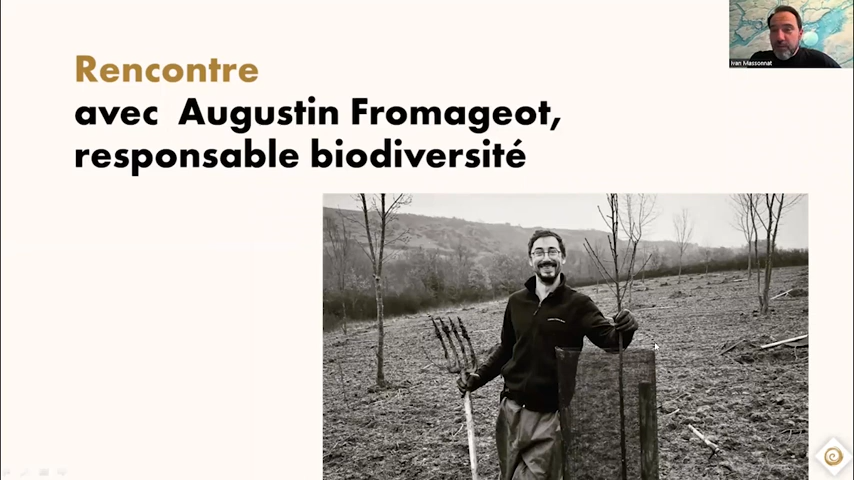 Ivan Massonnat
Rencontre
avec Augustin Fromageot,
responsable biodiversité